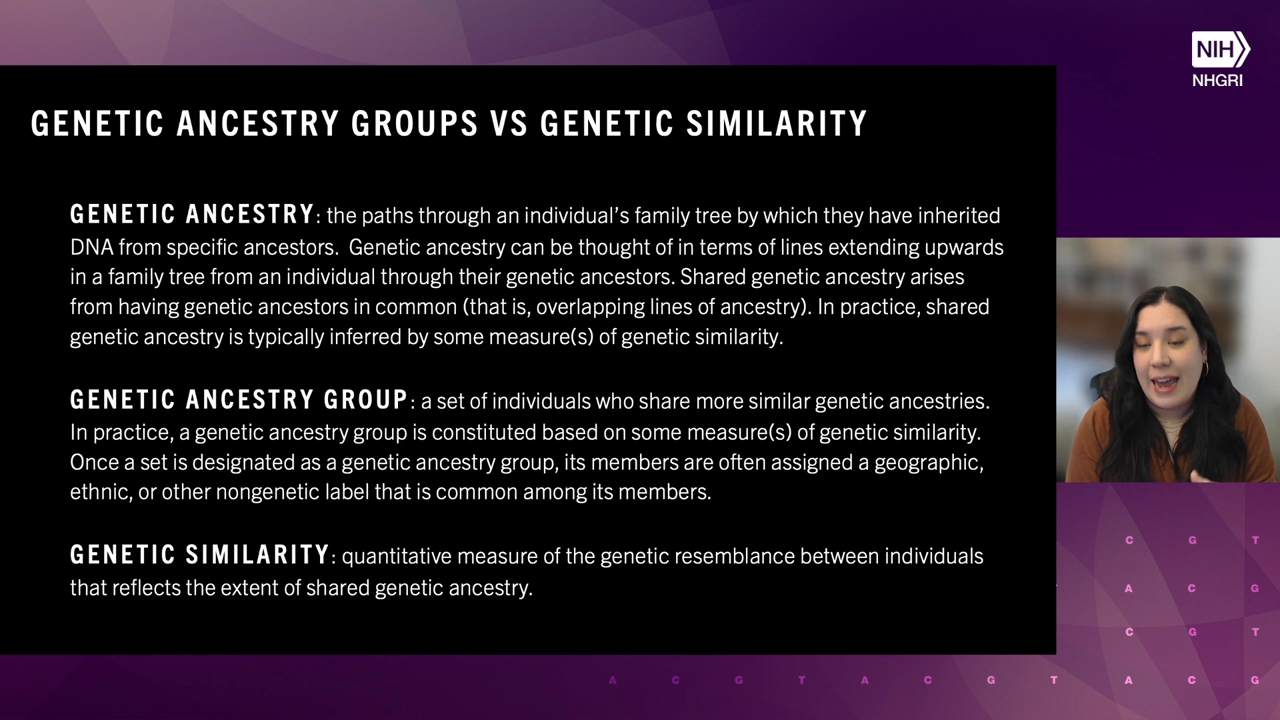 NIH
NHGRI
GENETIC ANCESTRY GROUPS VS GENETIC SIMILARITY
GENETIC ANCESTRY: the paths through an individual’s family tree by which they have inherited
DNA from specific ancestors.  Genetic ancestry can be thought of in terms of lines extending upwards
in a family tree from an individual through their genetic ancestors. Shared genetic ancestry arises
from having genetic ancestors in common (that is, overlapping lines of ancestry). In practice, shared
genetic ancestry is typically inferred by some measure(s) of genetic similarity.
GENETIC ANCESTRY GROUP: a set of individuals who share more similar genetic ancestries.
In practice, a genetic ancestry group is constituted based on some measure(s) of genetic similarity.
Once a set is designated as a genetic ancestry group, its members are often assigned a geographic,
ethnic, or other nongenetic label that is common among its members.
GENETIC SIMILARITY: quantitative measure of the genetic resemblance between individuals
that reflects the extent of shared genetic ancestry.
C G T
A C G
C G T
A C G T A C G T A C G